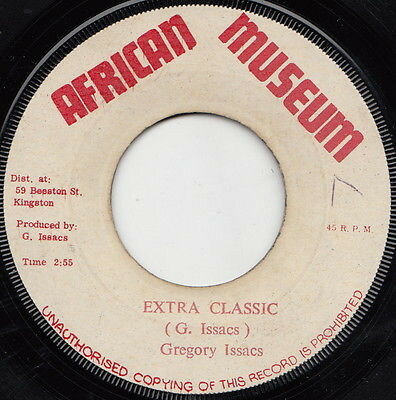 AFRICAN MUSEUM
Dist. at:
59 Beeston St.
Kingston
Produced by:
G. Issacs
Time 2:55
45 R. P. M
EXTRA CLASSIC
( G. Issacs )
Gregory Issacs
UNAUTHORISED COPYING OF THIS RECORD IS PROHIBITED